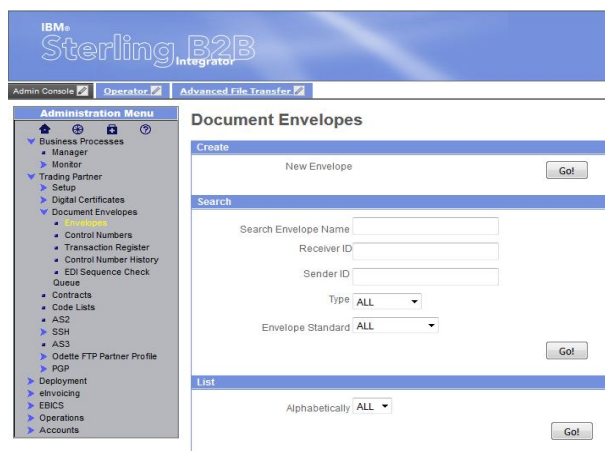 IBM®
Sterling B2B
Integrator
Admin Console
Operator
Advanced File Transfer
Administration Menu
Business Processes
Manager
Monitor
Trading Partner
Setup
Digital Certificates
Document Envelopes
Envelopes
Control Numbers
Transaction Register
Control Number History
EDI Sequence Check
Queue
Contracts
Code Lists
AS2
SSH
AS3
Odette FTP Partner Profile
PGP
Deployment
eInvoicing
EBICS
Operations
Accounts
Document Envelopes
Create
New Envelope
Go!
Search
Search Envelope Name
Receiver ID
Sender ID
Type ALL
Envelope Standard ALL
Go!
List
Alphabetically ALL
Go!